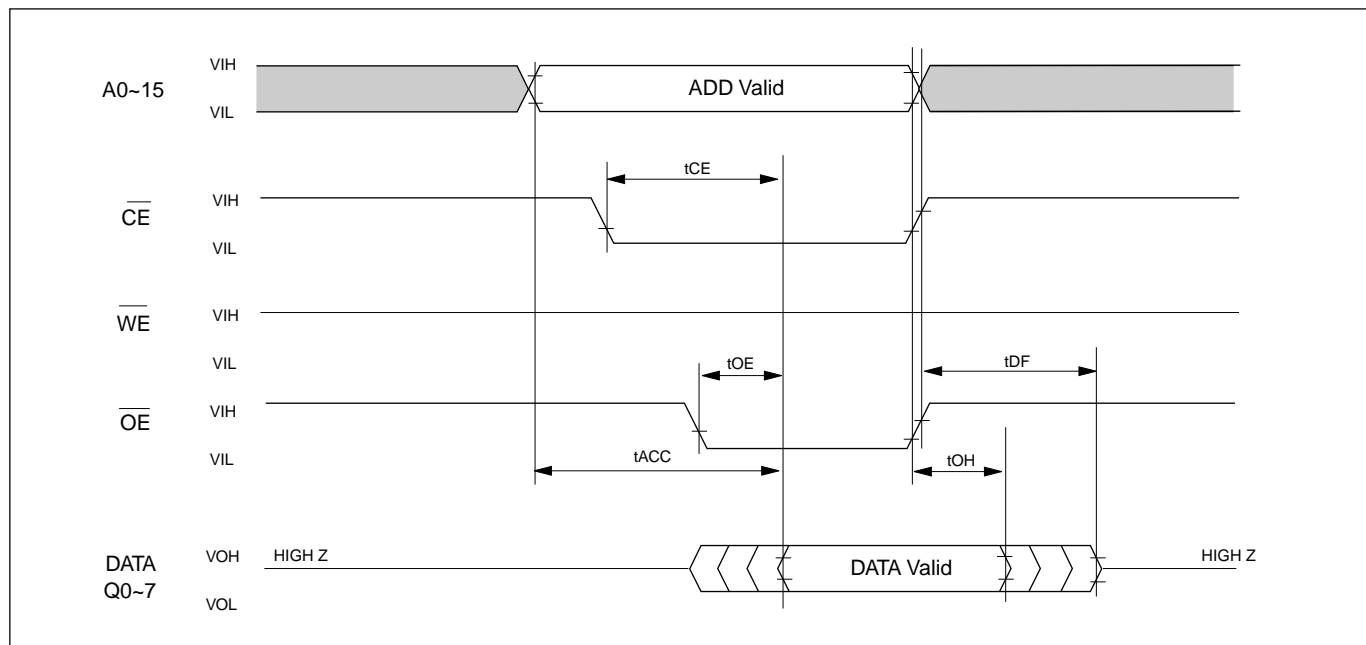 VIH
A0~15
ADD Valid
VIL
tCE
VIH
CE
VIL
VIH
WE
VIL
tOE
tDF
VIH
OE
VIL
tACC
tOH
VOH
HIGH Z
DATA
Q0~7
DATA Valid
HIGH Z
VOL